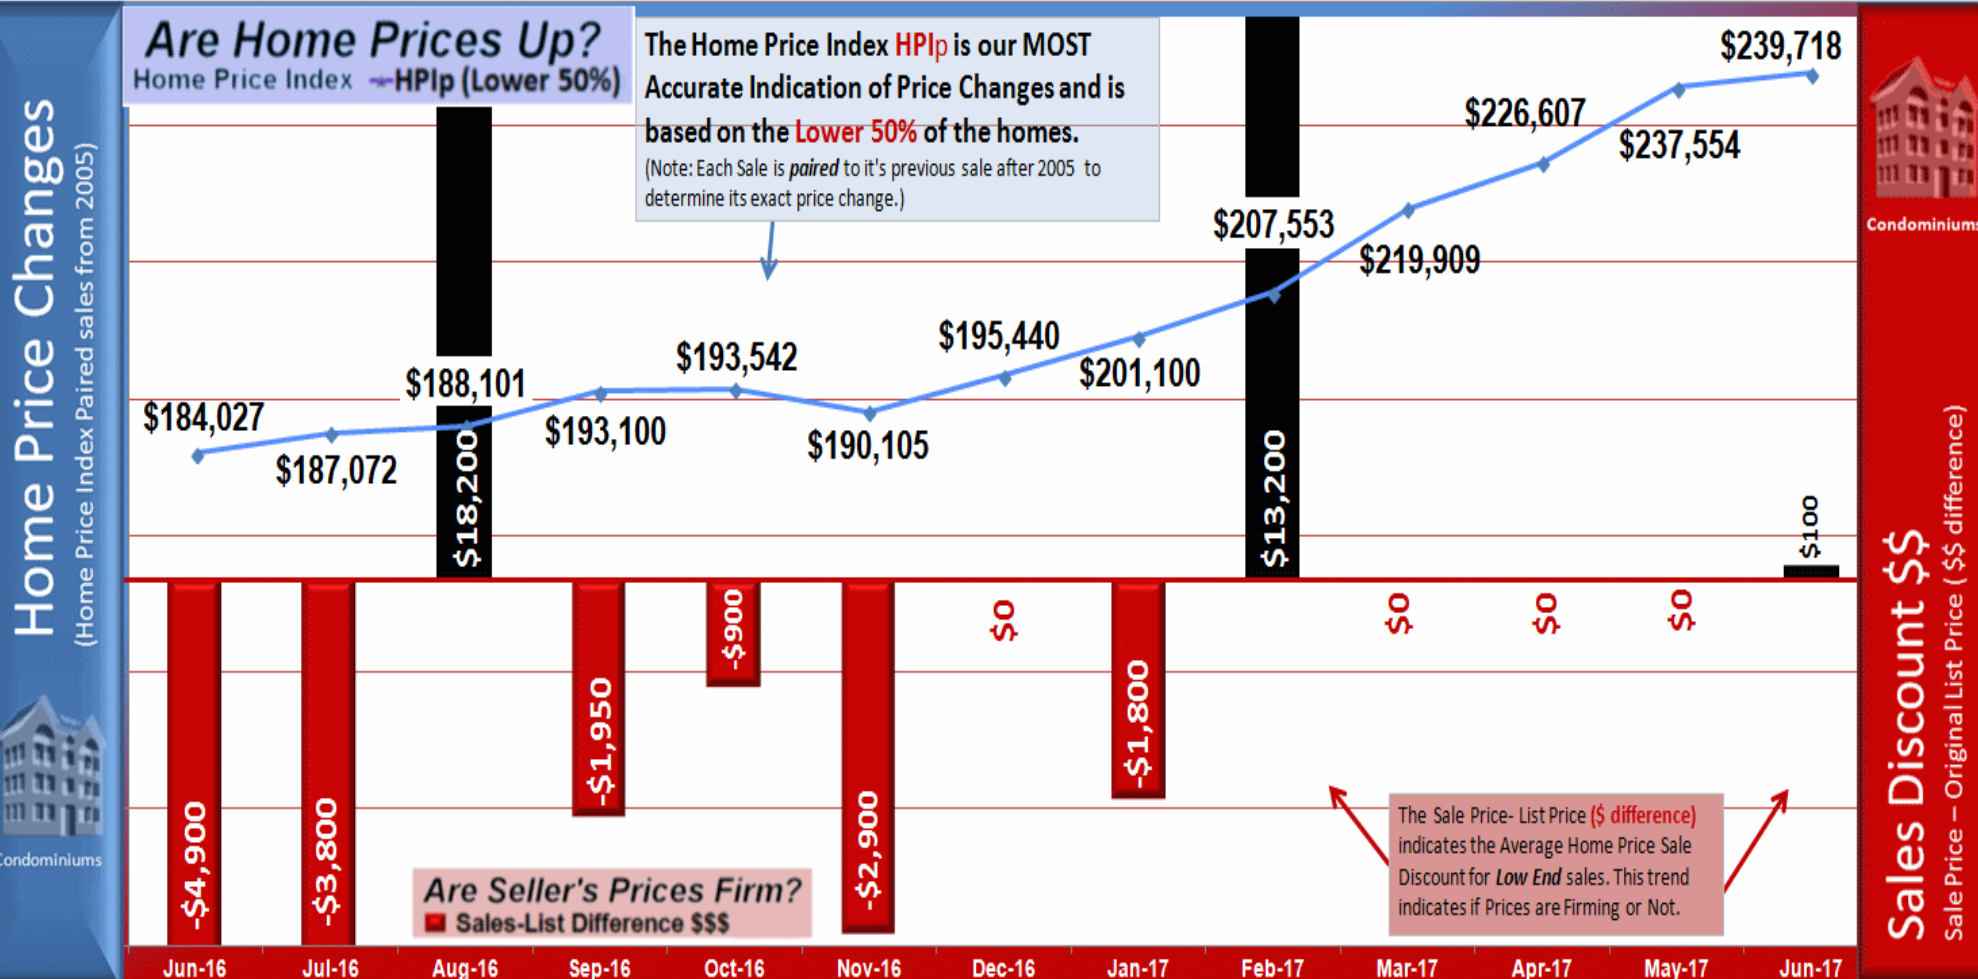 Are Home Prices Up?
Home Price Index HPIp (Lower 50%)
The Home Price Index HPIp is our MOST
Accurate Indication of Price Changes and is
based on the Lower 50% of the homes.
(Note: Each Sale is paired to it's previous sale after 2005 to
determine its exact price change.)
Home Price Changes
(Home Price Index Paired sales from 2005)
Condominiums
$184,027
$187,072
$188,101
$193,100
$193,542
$190,105
$195,440
$201,100
$207,553
$219,909
$226,607
$237,554
$239,718
-$4,900
-$3,800
$18,200
-$1,950
-$900
-$2,900
$0
-$1,800
$13,200
$0
$0
$0
$100
Are Seller's Prices Firm?
Sales-List Difference $$$
The Sale Price- List Price ($ difference)
indicates the Average Home Price Sale
Discount for Low End sales. This trend
indicates if Prices are Firming or Not.
Condominiums
Sales Discount $$
Sale Price – Original List Price ( $$ difference)
Jun-16 Jul-16 Aug-16 Sep-16 Oct-16 Nov-16 Dec-16 Jan-17 Feb-17 Mar-17 Apr-17 May-17 Jun-17